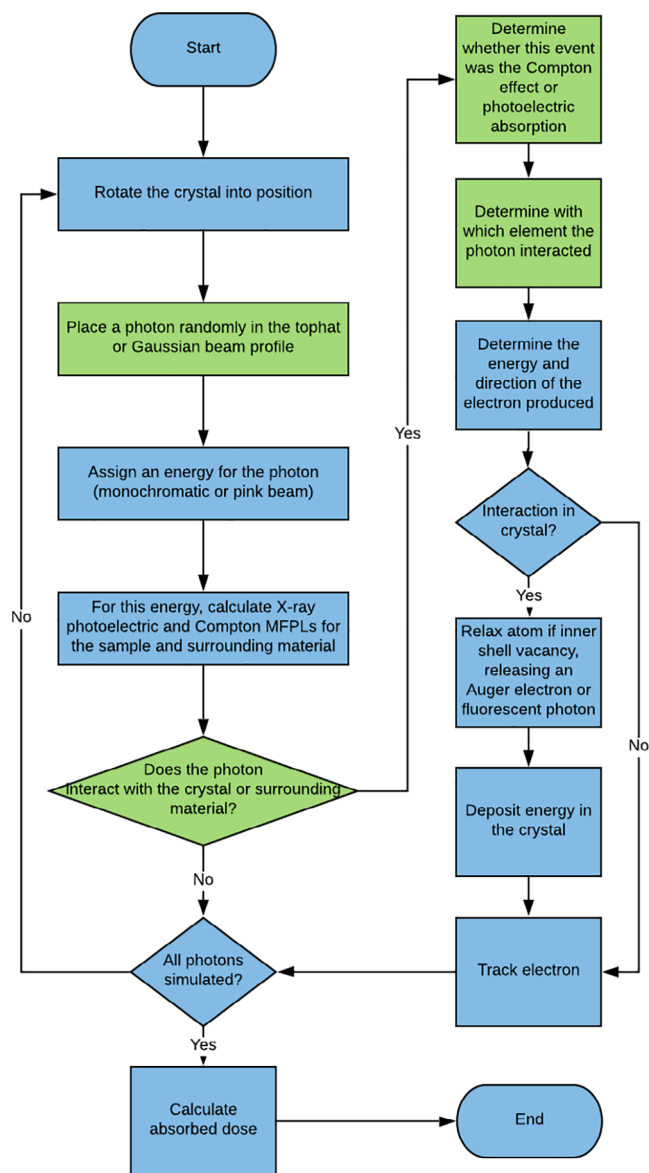 Start
Rotate the crystal into position
Place a photon randomly in the tophat
or Gaussian beam profile
Assign an energy for the photon
(monochromatic or pink beam)
For this energy, calculate X-ray
photoelectric and Compton MFPLs for
the sample and surrounding material
Does the photon
interact with the crystal or surrounding
material?
No
All photons
simulated?
No
Yes
Calculate
absorbed dose
End
Yes
Determine
whether this event
was the Compton
effect or
photoelectric
absorption
Determine with
which element the
photon interacted
Determine the
energy and
direction of the
electron produced
Interaction in
crystal?
Yes
No
Relax atom if inner
shell vacancy,
releasing an
Auger electron or
fluorescent photon
Deposit energy in
the crystal
Track electron